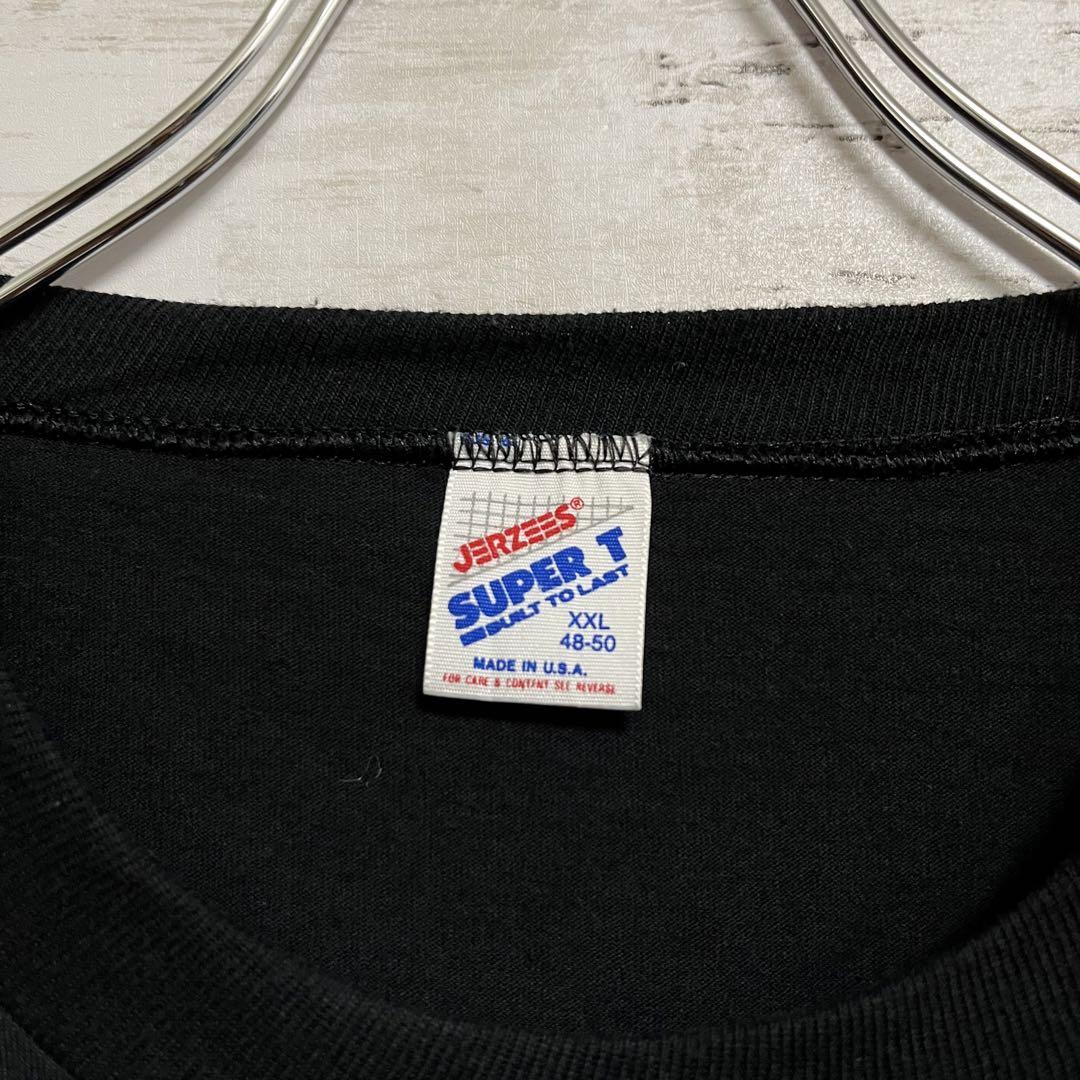 JERZEES®
SUPER T
BUILT TO LAST
XXL
48-50
MADE IN U.S.A.
FOR CARE & CONTENT SEE REVERSE